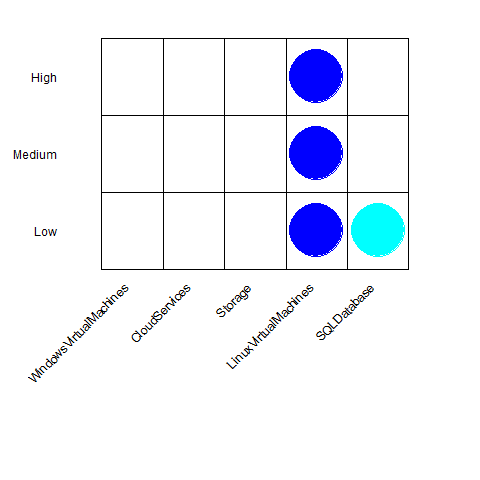 High
Medium
Low
WindowsVirtualMachines
CloudServices
Storage
LinuxVirtualMachines
SQLDatabase